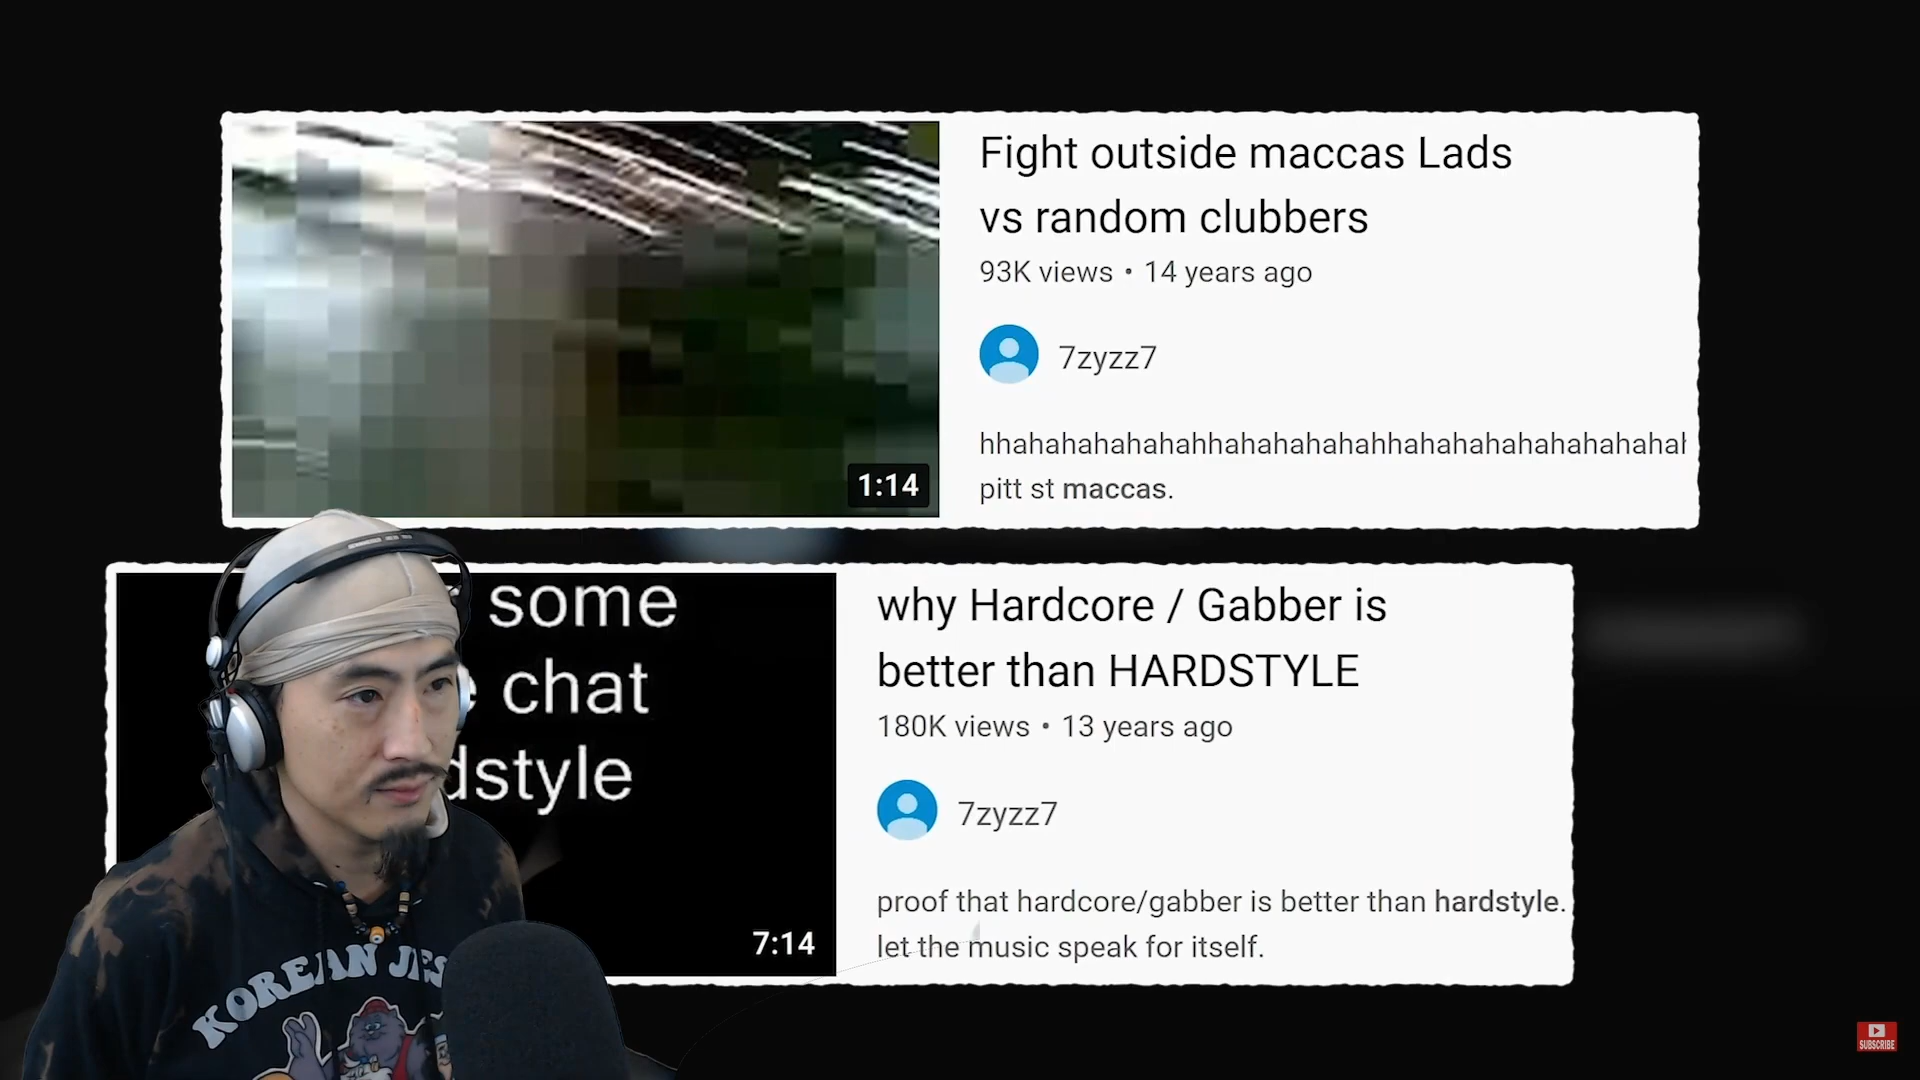 Fight outside maccas Lads
vs random clubbers
93K views • 14 years ago
7zyzz7
hhahahahahahahhahahahahahhahahahahahahahahah
pitt st maccas.
1:14
some
chat
dstyle
7:14
why Hardcore / Gabber is
better than HARDSTYLE
180K views • 13 years ago
7zyzz7
proof that hardcore/gabber is better than hardstyle.
let the music speak for itself.
KOREAN JES
SUBSCRIBE